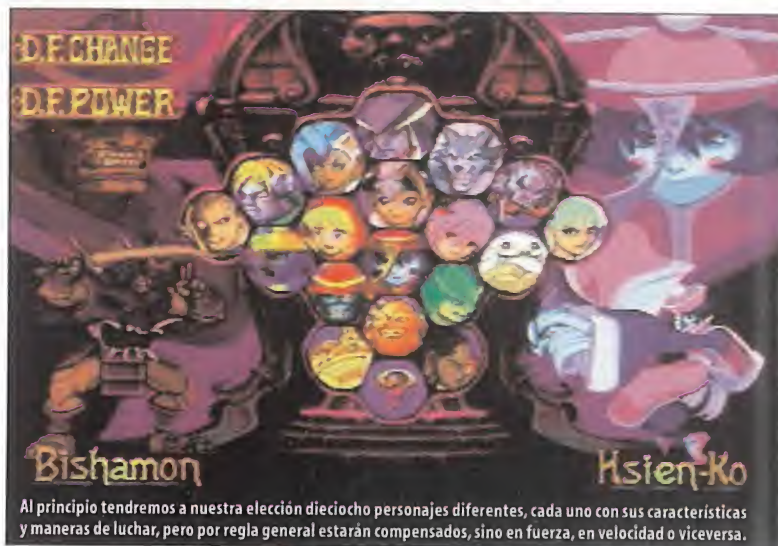 D.F.CHANGE
D.F.POWER
Bishamon
Hsien-Ko
Al principio tendremos a nuestra elección dieciocho personajes diferentes, cada uno con sus características
y maneras de luchar, pero por regla general estarán compensados, sino en fuerza, en velocidad o viceversa.